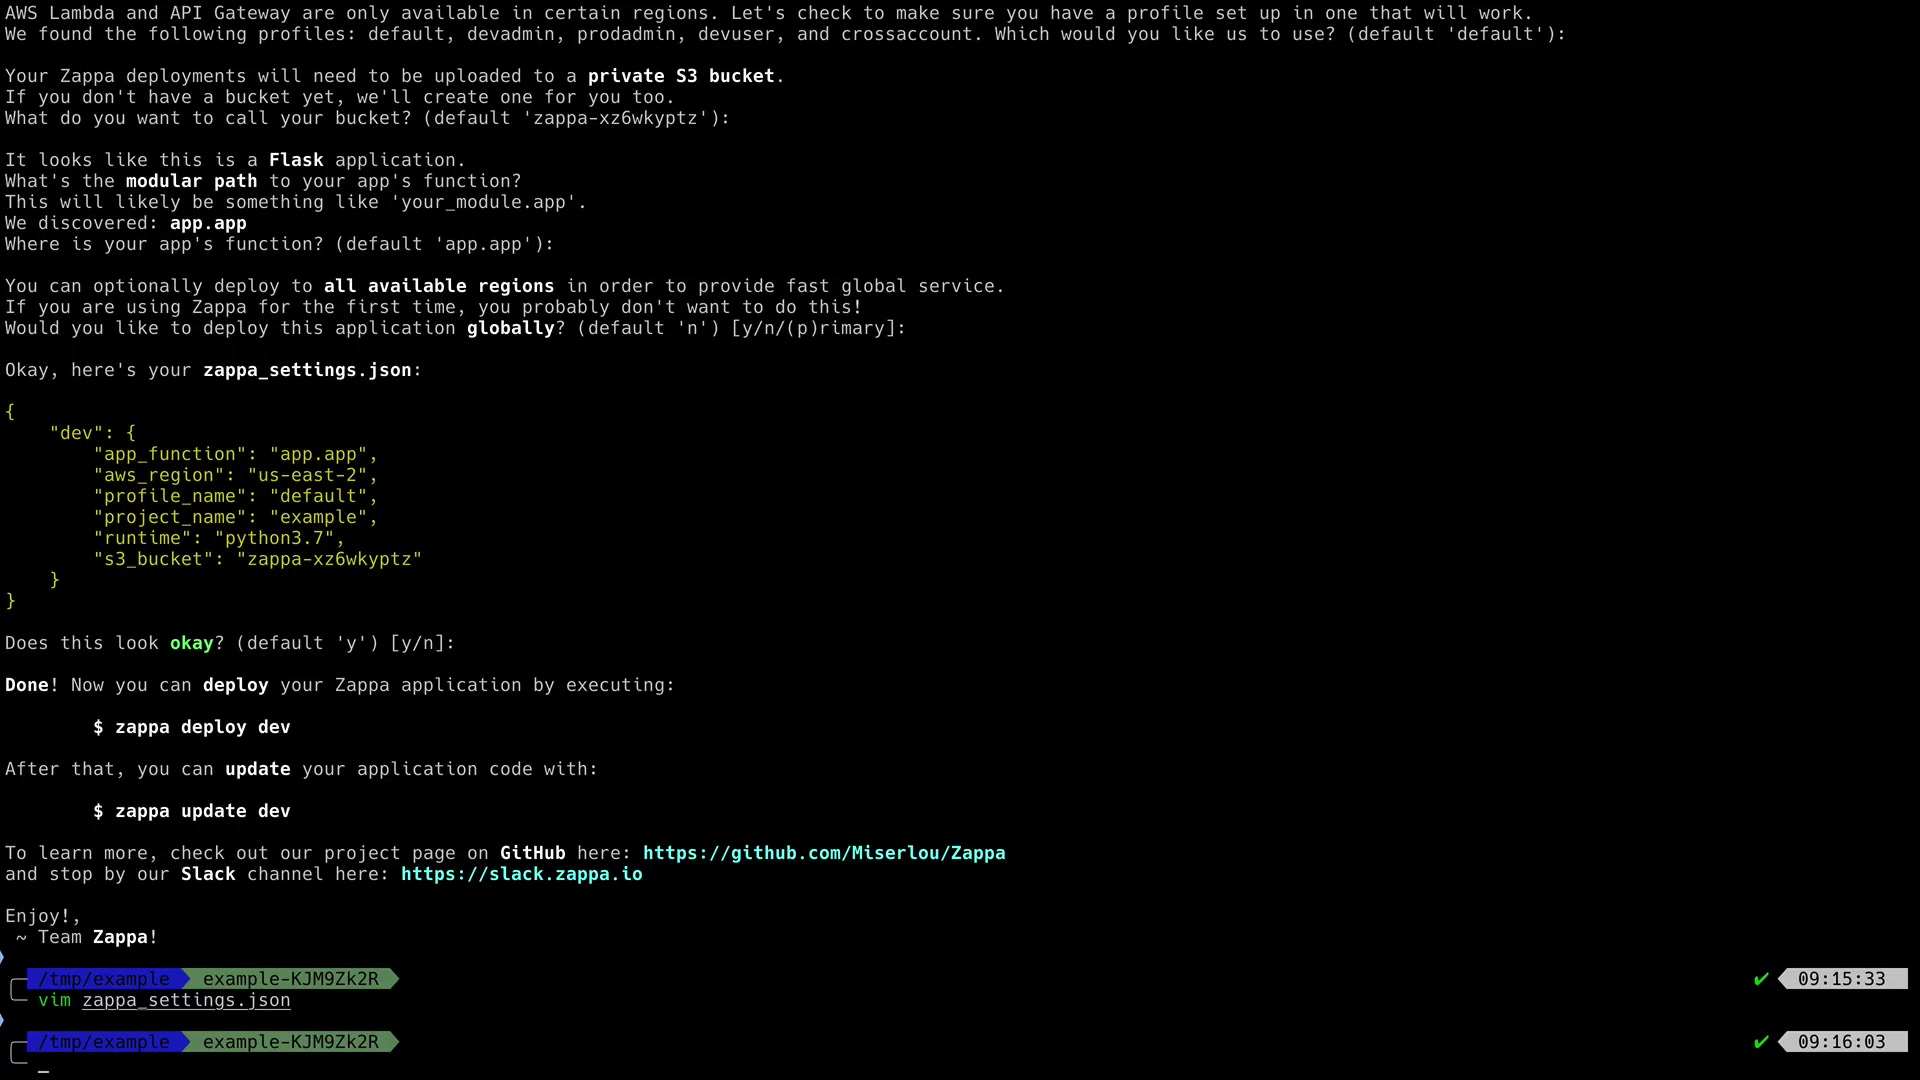 AWS Lambda and API Gateway are only available in certain regions. Let's check to make sure you have a profile set up in one that will work.
We found the following profiles: default, devadmin, prodadmin, devuser, and crossaccount. Which would you like us to use? (default 'default'):
Your Zappa deployments will need to be uploaded to a private S3 bucket.
If you don't have a bucket yet, we'll create one for you too.
What do you want to call your bucket? (default 'zappa-xz6wkyptz'):
It looks like this is a Flask application.
What's the modular path to your app's function?
This will likely be something like 'your_module.app'.
We discovered: app.app
Where is your app's function? (default 'app.app'):
You can optionally deploy to all available regions in order to provide fast global service.
If you are using Zappa for the first time, you probably don't want to do this!
Would you like to deploy this application globally? (default 'n') [y/n/(p)rimary]:
Okay, here's your zappa_settings.json:
{
    "dev": {
        "app_function": "app.app",
        "aws_region": "us-east-2",
        "profile_name": "default",
        "project_name": "example",
        "runtime": "python3.7",
        "s3_bucket": "zappa-xz6wkyptz"
    }
}
Does this look okay? (default 'y') [y/n]:
Done! Now you can deploy your Zappa application by executing:
        $ zappa deploy dev
After that, you can update your application code with:
        $ zappa update dev
To learn more, check out our project page on GitHub here: https://github.com/Miserlou/Zappa
and stop by our Slack channel here: https://slack.zappa.io
Enjoy!,
 ~ Team Zappa!
/tmp/example example-KJM9Zk2R ✔ 09:15:33
vim zappa_settings.json
/tmp/example example-KJM9Zk2R ✔ 09:16:03
_